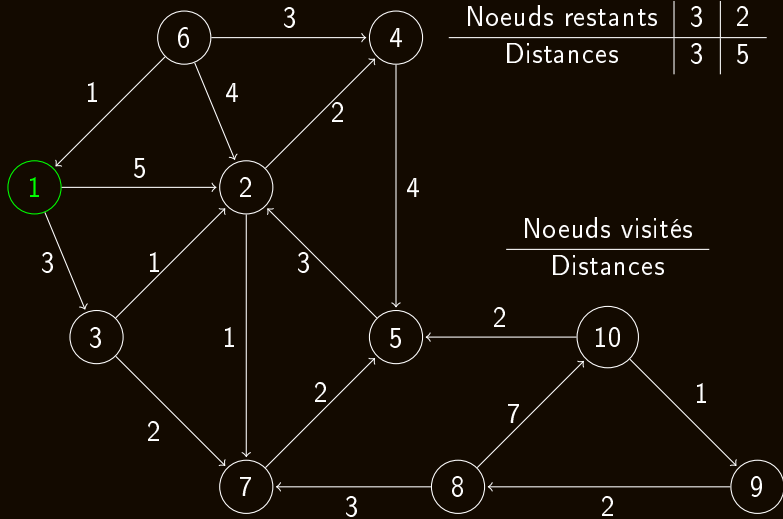 6 3 4
Noeuds restants 3 2
Distances 3 5
1 4
2
5
1 2 4
Noeuds visités
Distances
3 1 3
2
3 1 5 10
2 2 7 1
7 8 9
3 2